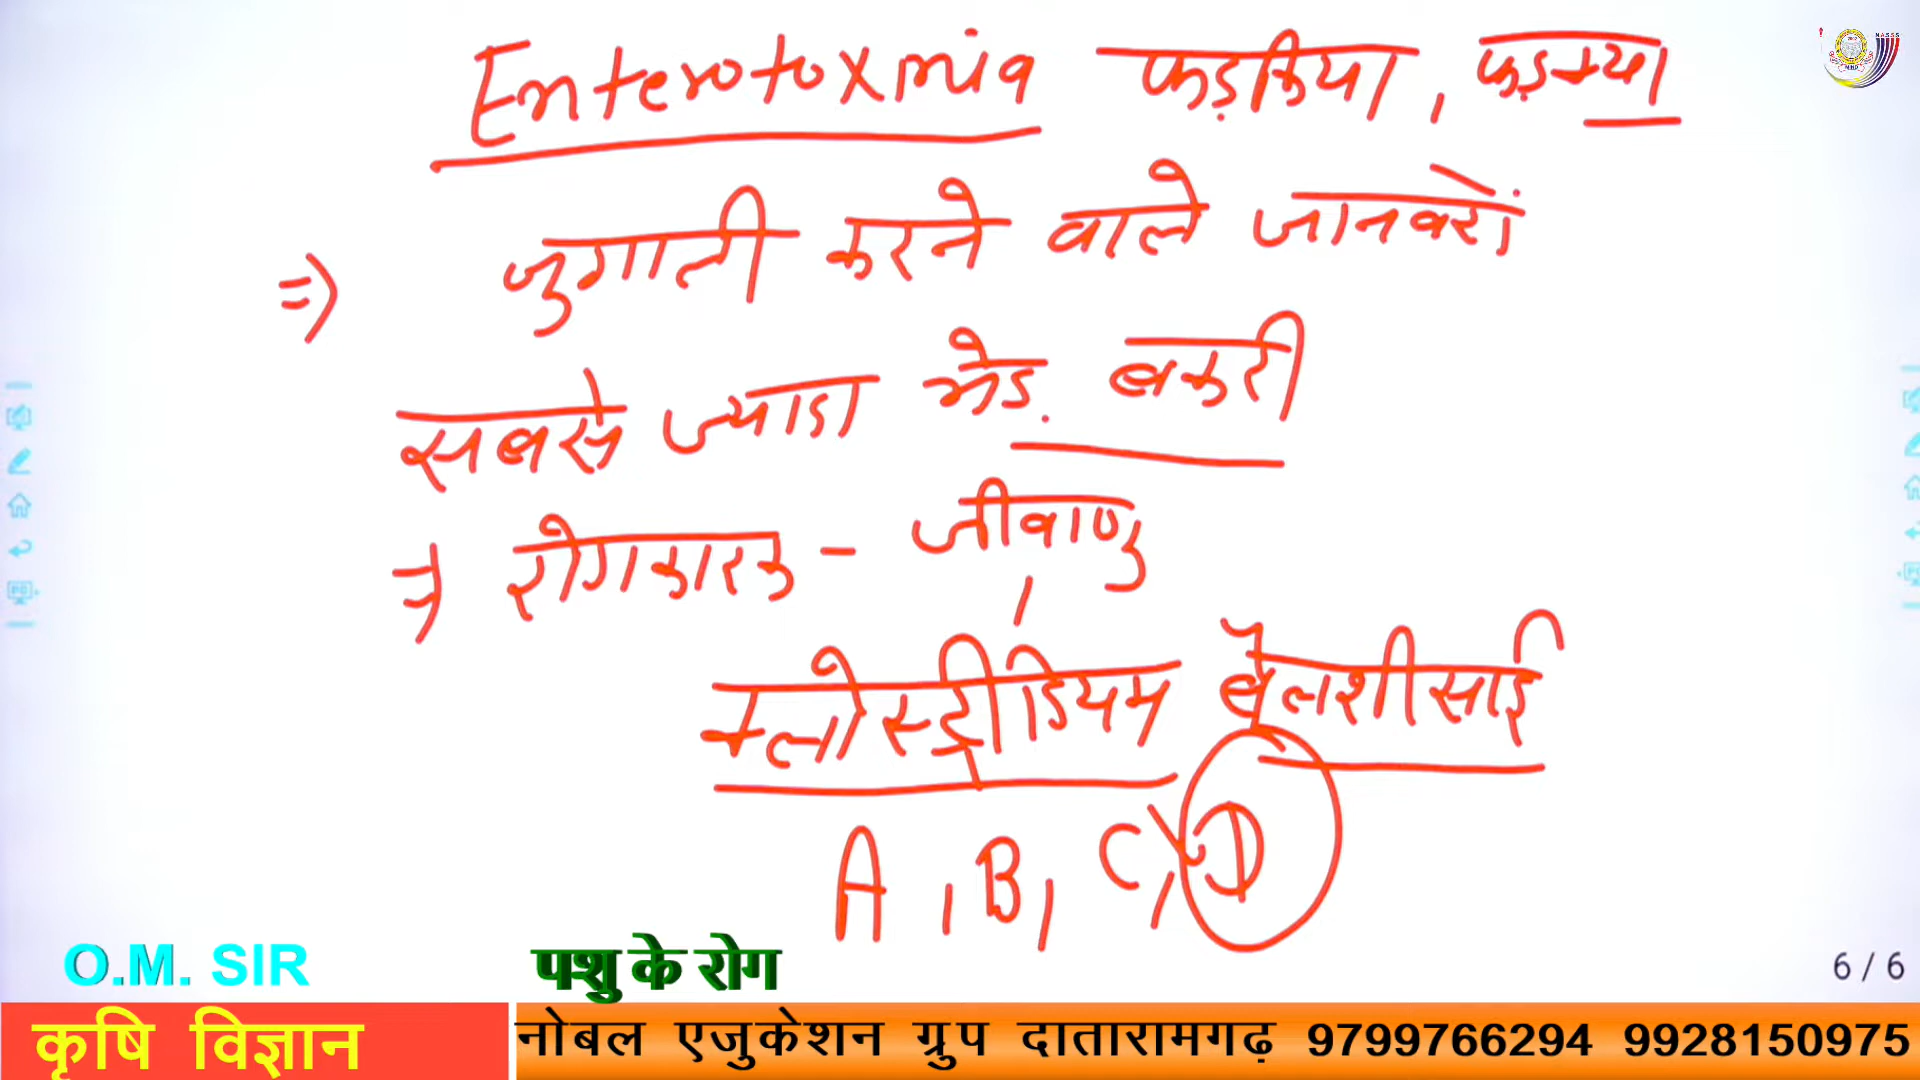 Enterotoxmia फड़किया, फड़क्या
=> जुगाली करने वाले जानवरों
सबसे ज्यादा भेड़ बकरी
→ रोगकारक - जीवाणु
क्लोस्ट्रीडियम वैलशीसाई
A, B, C, D
O.M. SIR
पशु के रोग
6 / 6
कृषि विज्ञान
नोबल एजुकेशन ग्रुप दातारामगढ़ 9799766294 9928150975